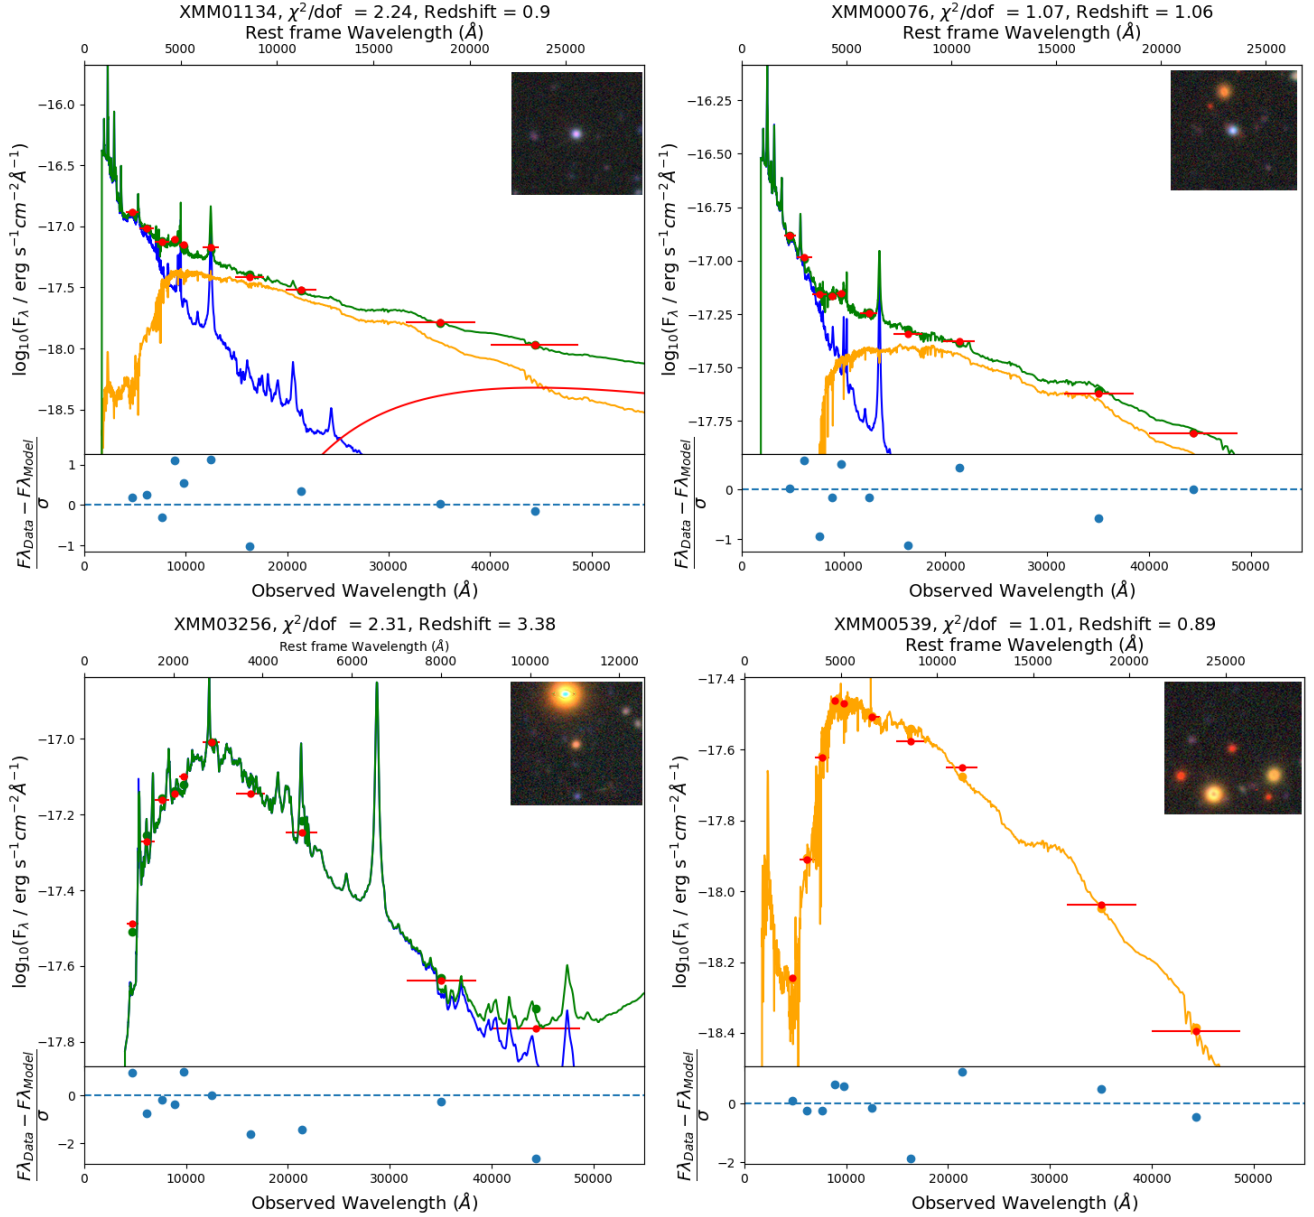 XMM01134, χ²/dof = 2.24, Redshift = 0.9
Rest frame Wavelength (Å)
0 5000 10000 15000 20000 25000
−16.0
−16.5
−17.0
−17.5
−18.0
−18.5
log₁₀(Fλ / erg s⁻¹cm⁻²Å⁻¹)
1
0
−1
FλData − FλModel
σ
0 10000 20000 30000 40000 50000
Observed Wavelength (Å)
XMM00076, χ²/dof = 1.07, Redshift = 1.06
Rest frame Wavelength (Å)
0 5000 10000 15000 20000 25000
−16.25
−16.50
−16.75
−17.00
−17.25
−17.50
−17.75
log₁₀(Fλ / erg s⁻¹cm⁻²Å⁻¹)
0
−1
FλData − FλModel
σ
0 10000 20000 30000 40000 50000
Observed Wavelength (Å)
XMM03256, χ²/dof = 2.31, Redshift = 3.38
Rest frame Wavelength (Å)
0 2000 4000 6000 8000 10000 12000
−17.0
−17.2
−17.4
−17.6
−17.8
log₁₀(Fλ / erg s⁻¹cm⁻²Å⁻¹)
0
−2
FλData − FλModel
σ
0 10000 20000 30000 40000 50000
Observed Wavelength (Å)
XMM00539, χ²/dof = 1.01, Redshift = 0.89
Rest frame Wavelength (Å)
0 5000 10000 15000 20000 25000
−17.4
−17.6
−17.8
−18.0
−18.2
−18.4
log₁₀(Fλ / erg s⁻¹cm⁻²Å⁻¹)
0
−2
FλData − FλModel
σ
0 10000 20000 30000 40000 50000
Observed Wavelength (Å)